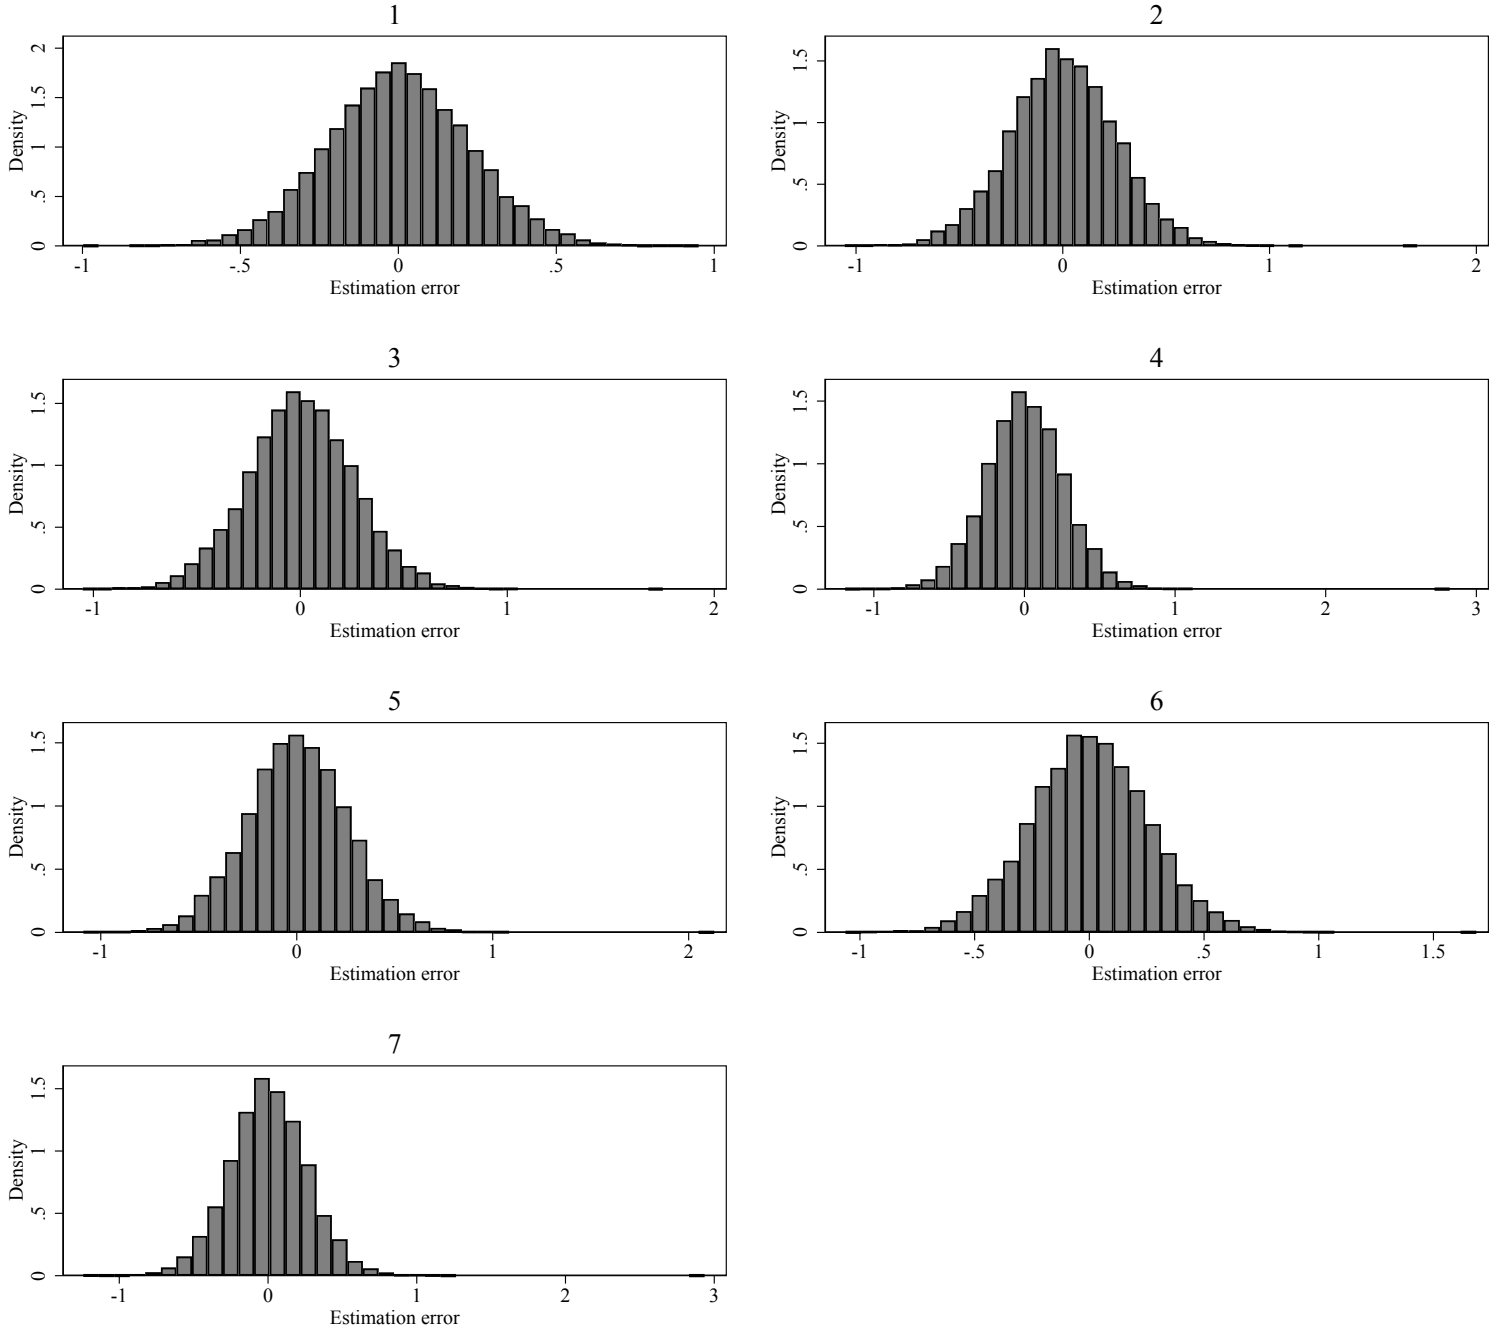 1
2
Density
0 .5 1 1.5 2
-1 -.5 0 .5 1
Estimation error
Density
0 .5 1 1.5
-1 0 1 2
Estimation error
3
4
Density
0 .5 1 1.5
-1 0 1 2
Estimation error
Density
0 .5 1 1.5
-1 0 1 2 3
Estimation error
5
6
Density
0 .5 1 1.5
-1 0 1 2
Estimation error
Density
0 .5 1 1.5
-1 -.5 0 .5 1 1.5
Estimation error
7
Density
0 .5 1 1.5
-1 0 1 2 3
Estimation error